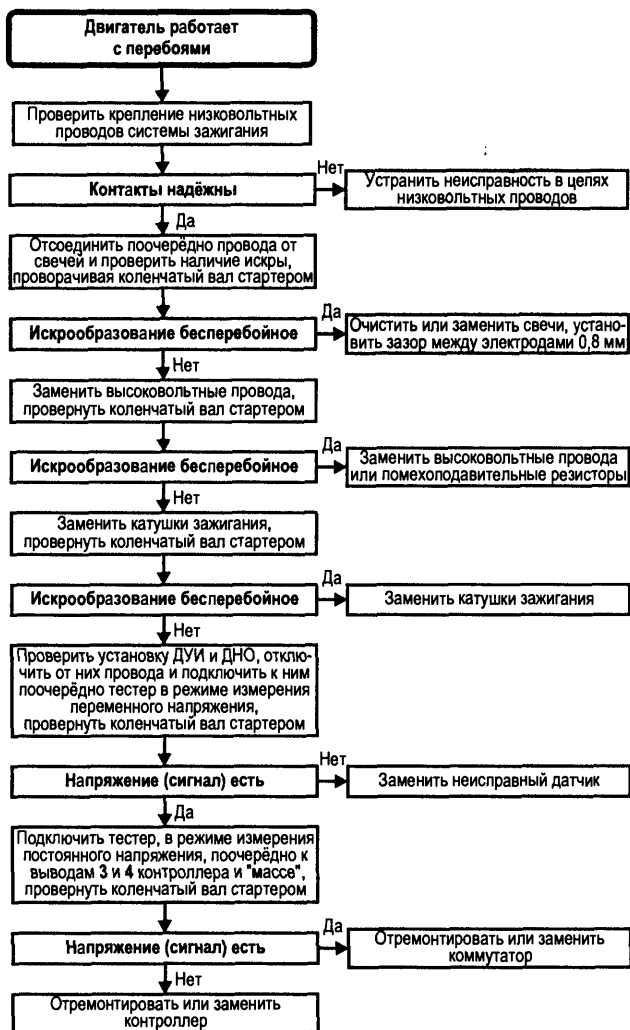 Двигатель работает
с перебоями
Проверить крепление низковольтных
проводов системы зажигания
Контакты надёжны
Нет
Устранить неисправность в цепях
низковольтных проводов
Да
Отсоединить поочерёдно провода от
свечей и проверить наличие искры,
проворачивая коленчатый вал стартером
Искрообразование бесперебойное
Да
Очистить или заменить свечи, устано-
вить зазор между электродами 0,8 мм
Нет
Заменить высоковольтные провода,
провернуть коленчатый вал стартером
Искрообразование бесперебойное
Да
Заменить высоковольтные провода
или помехоподавительные резисторы
Нет
Заменить катушки зажигания,
провернуть коленчатый вал стартером
Искрообразование бесперебойное
Да
Заменить катушки зажигания
Нет
Проверить установку ДУИ и ДНО, отклю-
чить от них провода и подключить к ним
поочерёдно тестер в режиме измерения
переменного напряжения,
провернуть коленчатый вал стартером
Напряжение (сигнал) есть
Нет
Заменить неисправный датчик
Да
Подключить тестер, в режиме измерения
постоянного напряжения, поочерёдно к
выводам 3 и 4 контроллера и "массе",
провернуть коленчатый вал стартером
Напряжение (сигнал) есть
Да
Отремонтировать или заменить
коммутатор
Нет
Отремонтировать или заменить
контроллер